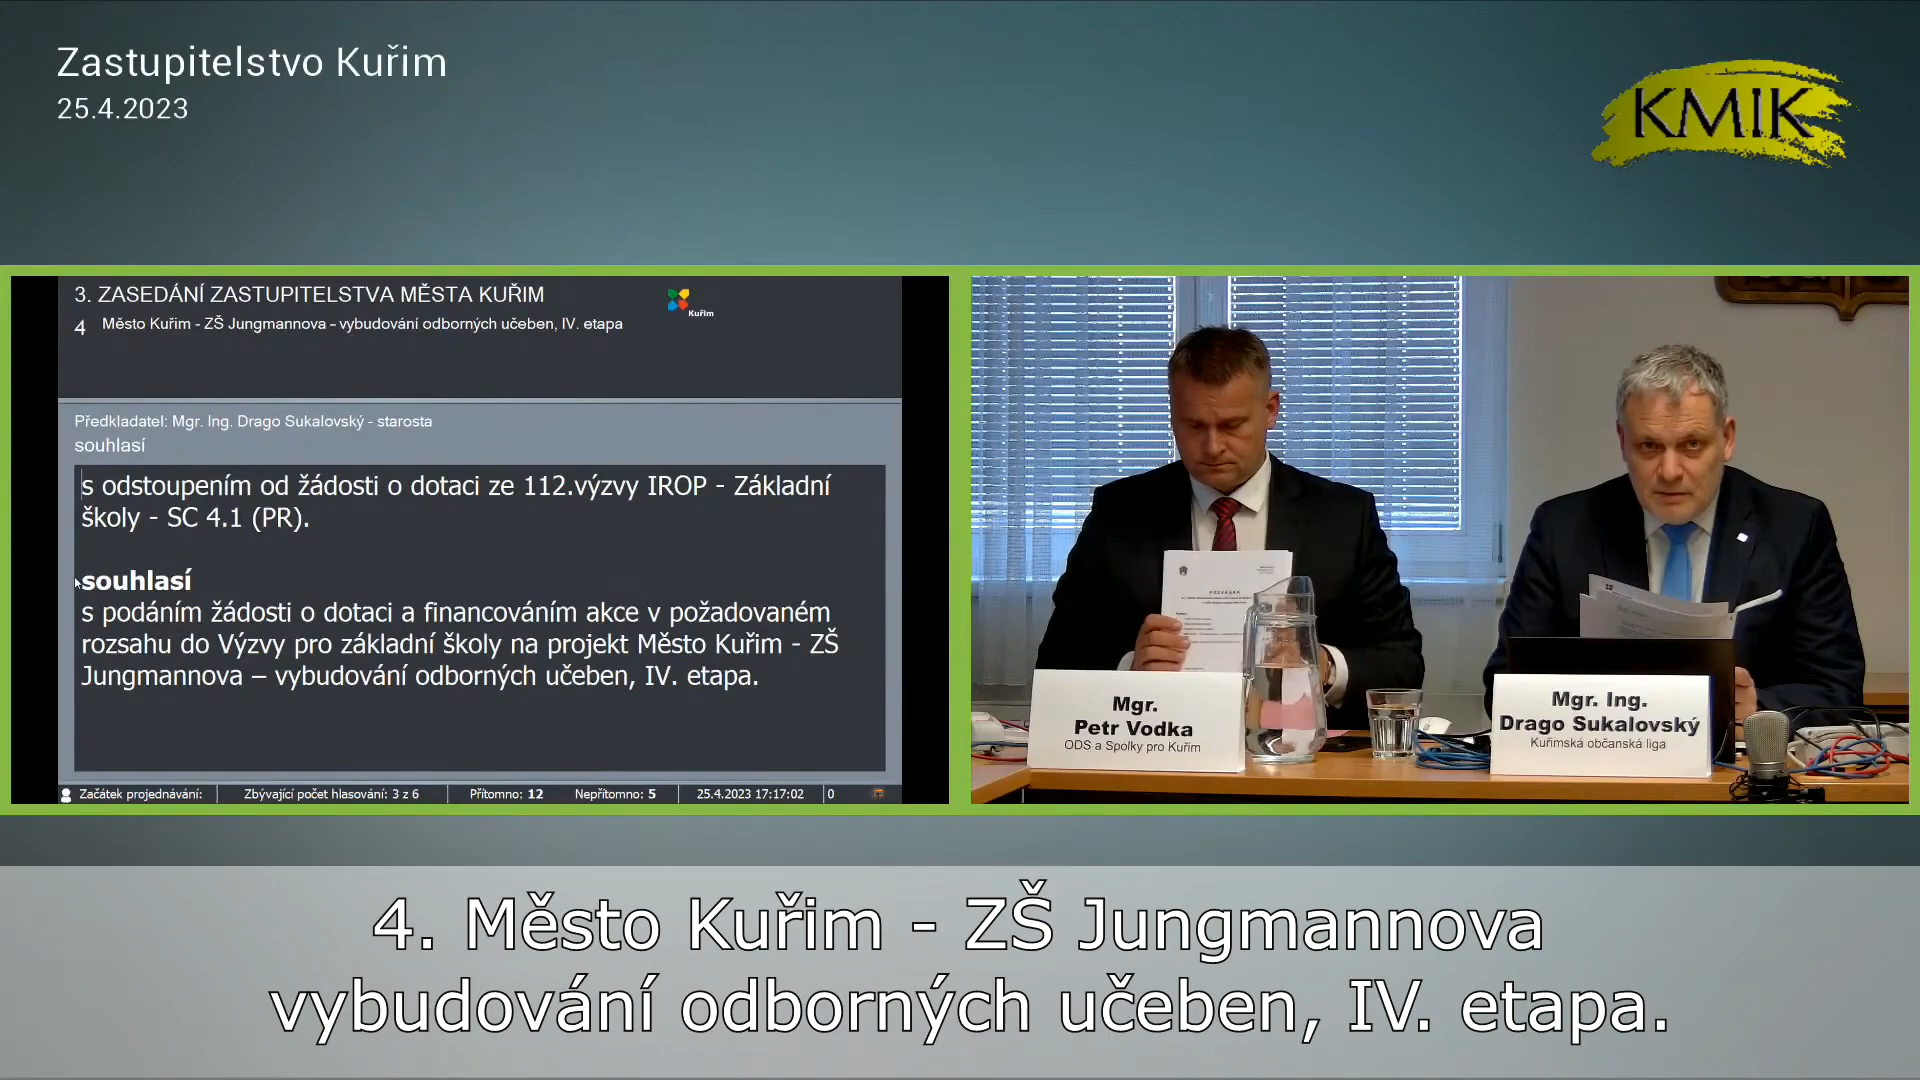 Zastupitelstvo Kuřim
25.4.2023
KMIK
3. ZASEDÁNÍ ZASTUPITELSTVA MĚSTA KUŘIM
Kuřim
4 Město Kuřim - ZŠ Jungmannova – vybudování odborných učeben, IV. etapa
Předkladatel: Mgr. Ing. Drago Sukalovský - starosta
souhlasí
s odstoupením od žádosti o dotaci ze 112.výzvy IROP - Základní
školy - SC 4.1 (PR).
souhlasí
s podáním žádosti o dotaci a financováním akce v požadovaném
rozsahu do Výzvy pro základní školy na projekt Město Kuřim - ZŠ
Jungmannova – vybudování odborných učeben, IV. etapa.
Začátek projednávání: Zbývající počet hlasování: 3 z 6 Přítomno: 12 Nepřítomno: 5 25.4.2023 17:17:02 0
POZVÁNKA
Mgr.
Petr Vodka
ODS a Spolky pro Kuřim
Mgr. Ing.
Drago Sukalovský
Kuřimská občanská liga
4. Město Kuřim - ZŠ Jungmannova
vybudování odborných učeben, IV. etapa.